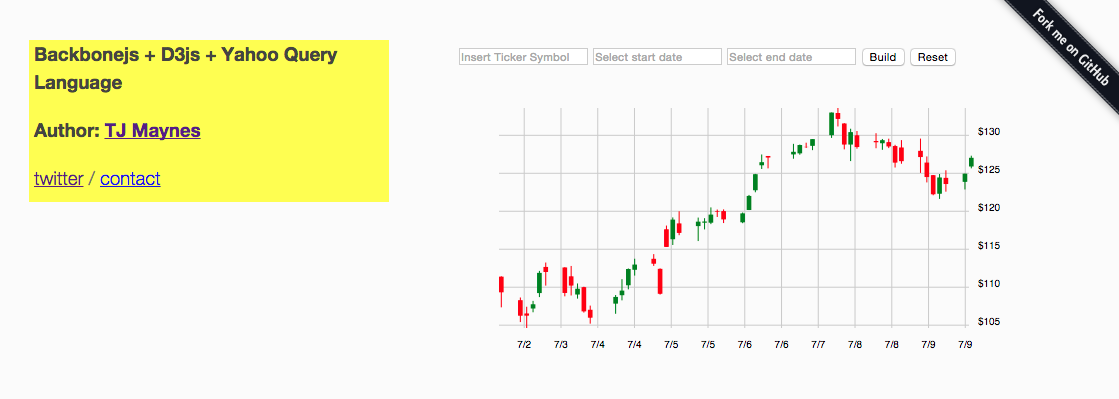 Backbonejs + D3js + Yahoo Query
Language
Author: TJ Maynes
twitter / contact
Insert Ticker Symbol Select start date Select end date Build Reset
Fork me on GitHub
$130
$125
$120
$115
$110
$105
7/2 7/3 7/4 7/4 7/5 7/5 7/6 7/6 7/7 7/8 7/8 7/9 7/9